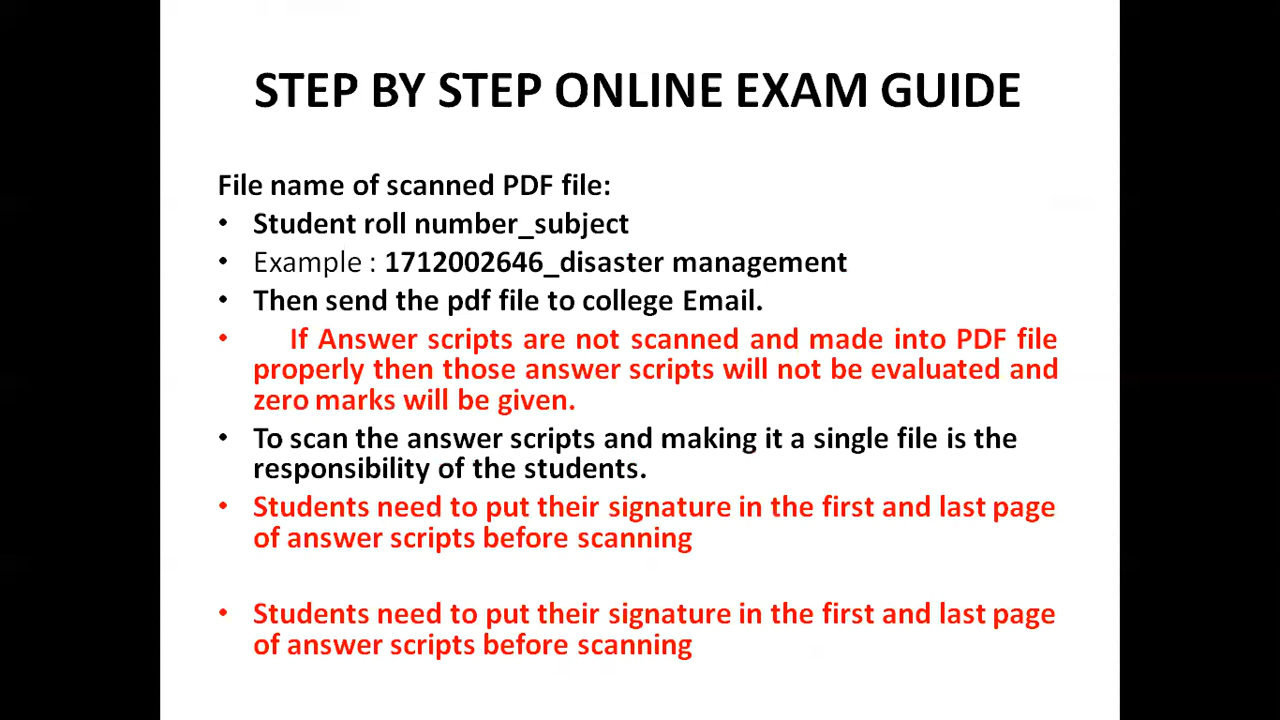 STEP BY STEP ONLINE EXAM GUIDE
File name of scanned PDF file:
• Student roll number_subject
• Example : 1712002646_disaster management
• Then send the pdf file to college Email.
• If Answer scripts are not scanned and made into PDF file
properly then those answer scripts will not be evaluated and
zero marks will be given.
• To scan the answer scripts and making it a single file is the
responsibility of the students.
• Students need to put their signature in the first and last page
of answer scripts before scanning
• Students need to put their signature in the first and last page
of answer scripts before scanning